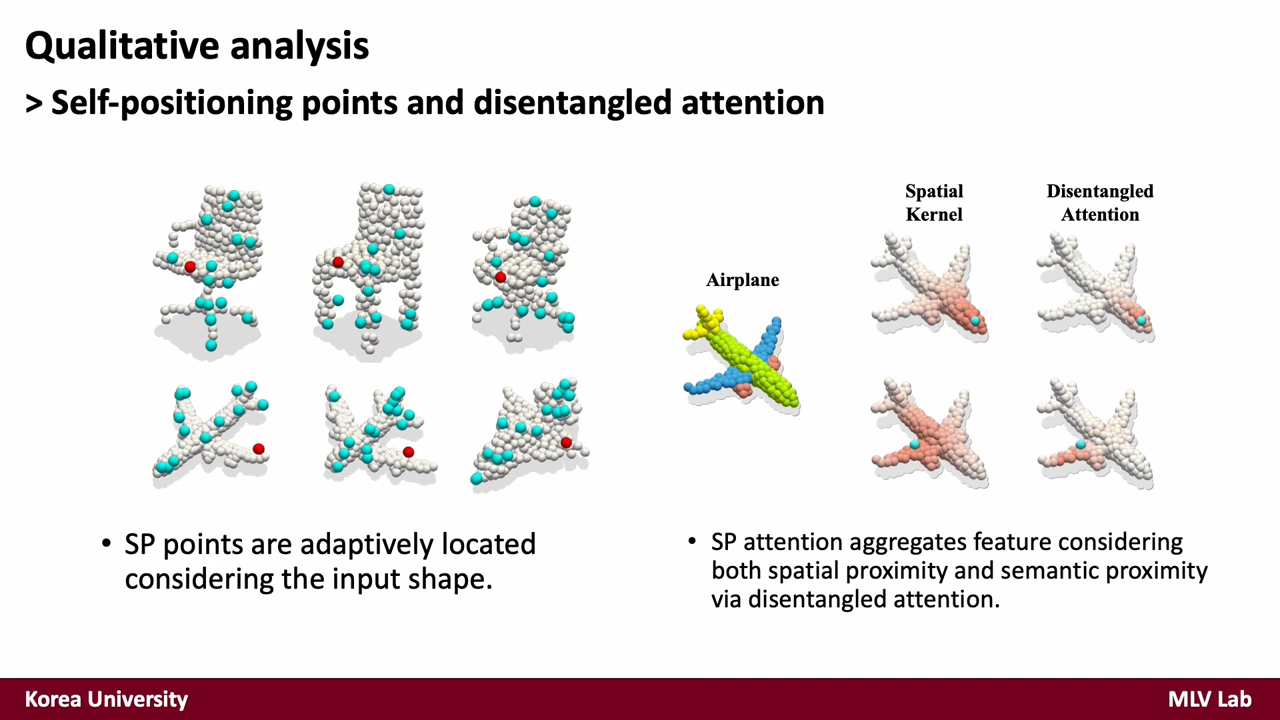 Qualitative analysis
> Self-positioning points and disentangled attention
Spatial
Kernel
Disentangled
Attention
Airplane
• SP points are adaptively located
considering the input shape.
• SP attention aggregates feature considering
both spatial proximity and semantic proximity
via disentangled attention.
Korea University
MLV Lab